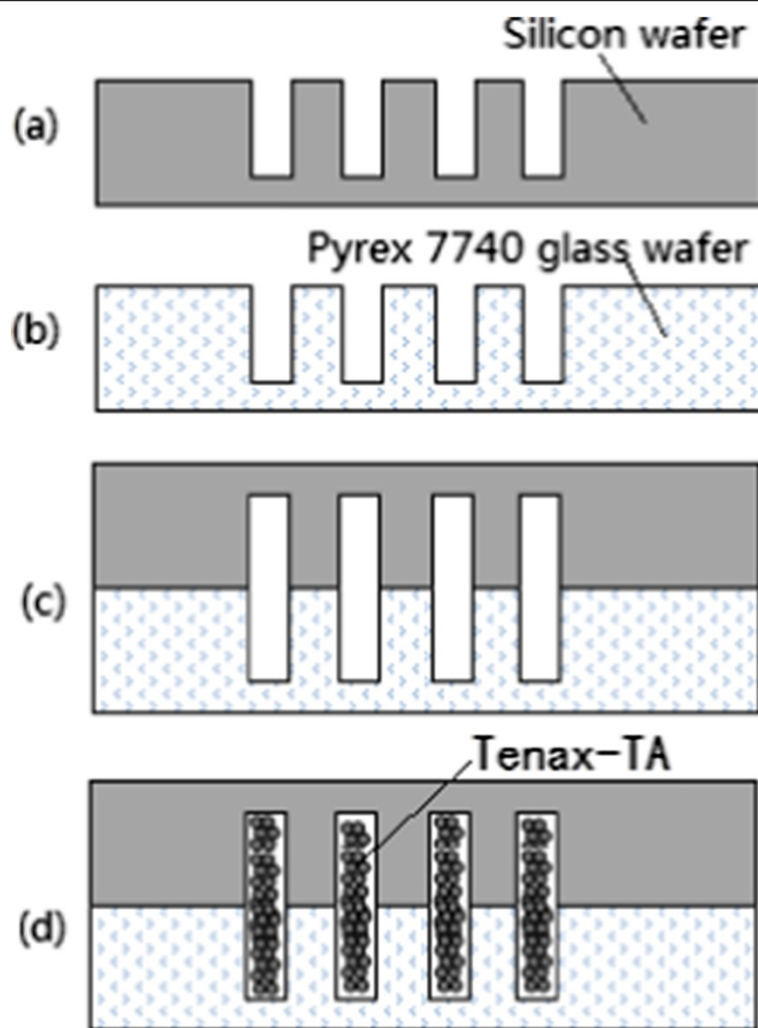 Silicon wafer
(a)
Pyrex 7740 glass wafer
(b)
(c)
Tenax-TA
(d)